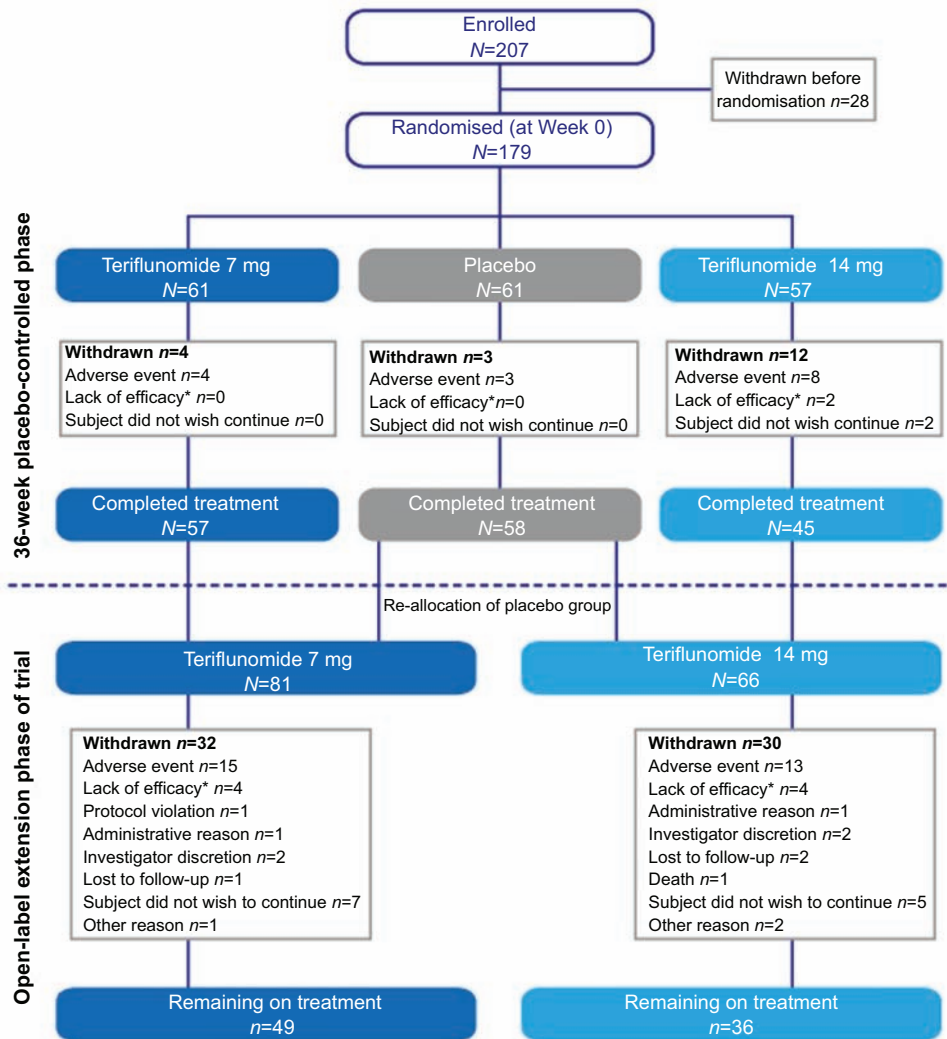 Enrolled
N=207
Withdrawn before
randomisation n=28
Randomised (at Week 0)
N=179
36-week placebo-controlled phase
Teriflunomide 7 mg
N=61
Placebo
N=61
Teriflunomide 14 mg
N=57
Withdrawn n=4
Adverse event n=4
Lack of efficacy* n=0
Subject did not wish continue n=0
Withdrawn n=3
Adverse event n=3
Lack of efficacy*n=0
Subject did not wish continue n=0
Withdrawn n=12
Adverse event n=8
Lack of efficacy* n=2
Subject did not wish continue n=2
Completed treatment
N=57
Completed treatment
N=58
Completed treatment
N=45
Re-allocation of placebo group
Open-label extension phase of trial
Teriflunomide 7 mg
N=81
Teriflunomide 14 mg
N=66
Withdrawn n=32
Adverse event n=15
Lack of efficacy* n=4
Protocol violation n=1
Administrative reason n=1
Investigator discretion n=2
Lost to follow-up n=1
Subject did not wish to continue n=7
Other reason n=1
Withdrawn n=30
Adverse event n=13
Lack of efficacy* n=4
Administrative reason n=1
Investigator discretion n=2
Lost to follow-up n=2
Death n=1
Subject did not wish to continue n=5
Other reason n=2
Remaining on treatment
n=49
Remaining on treatment
n=36